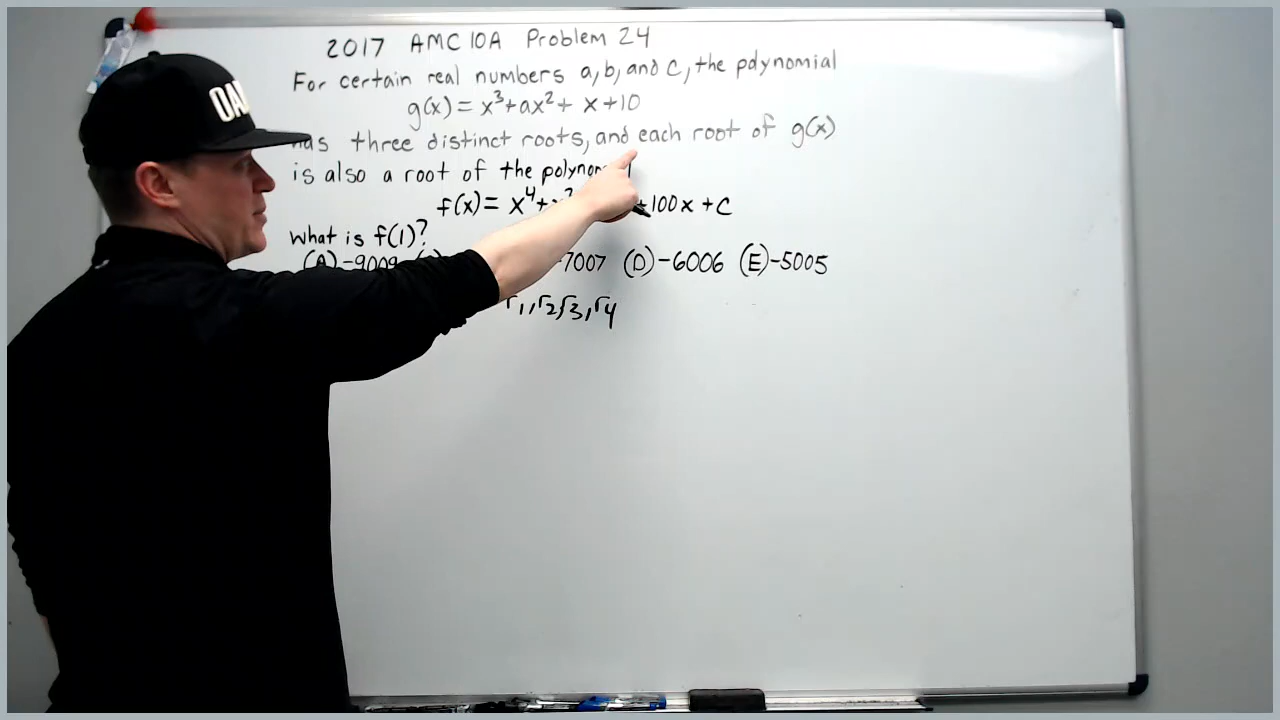 2017 AMC 10A Problem 24
For certain real numbers a, b, and c, the polynomial
g(x) = x³+ax²+ x +10
has three distinct roots, and each root of g(x)
is also a root of the
f(x) = x⁴+ +100x + C
What is f(1)?
(A) -9009 -7007 (D) -6006 (E) -5005
r1, r2, r3, r4